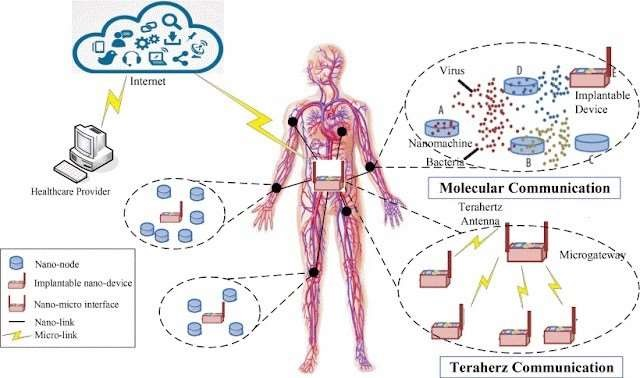 Internet
Healthcare Provider
Virus
D
E
Implantable
Device
A
Nanomachine
Bacteria
B
C
Molecular Communication
Terahertz
Antenna
Microgateway
Teraherz Communication
Nano-node
Implantable nano-device
Nano-micro interface
Nano-link
Micro-link